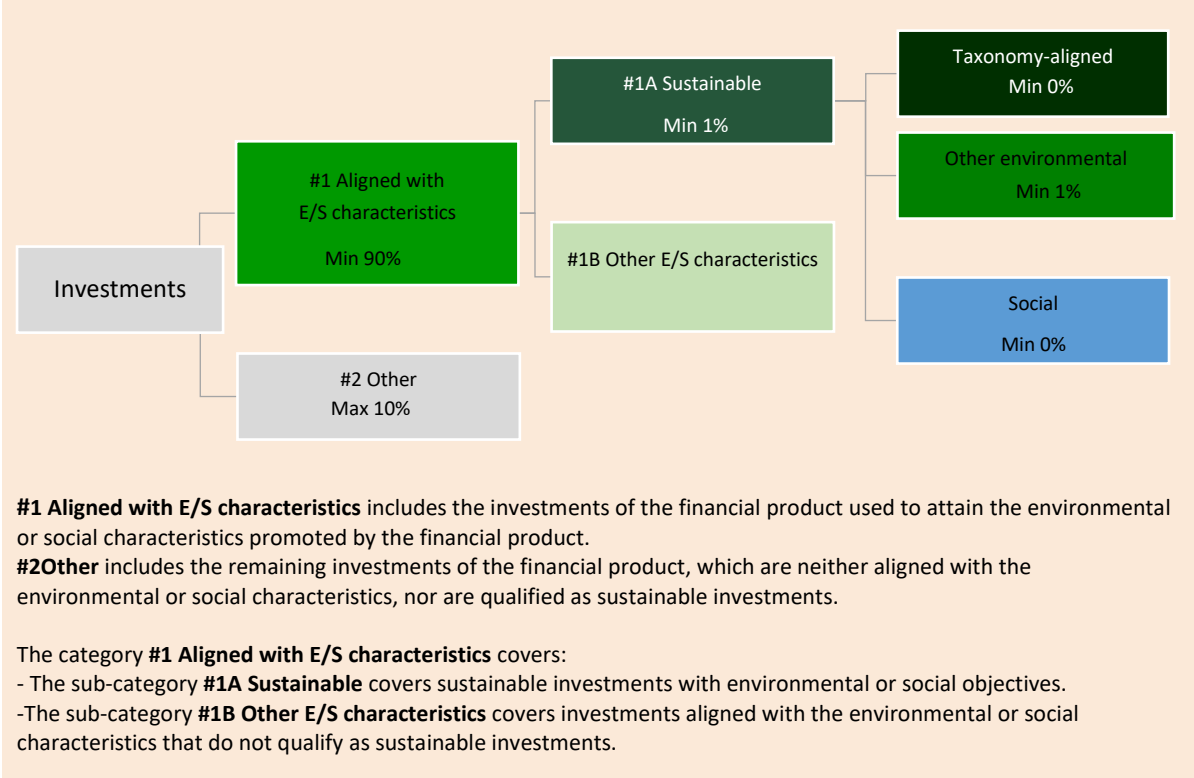 Investments
#1 Aligned with
E/S characteristics
Min 90%
#2 Other
Max 10%
#1A Sustainable
Min 1%
#1B Other E/S characteristics
Taxonomy-aligned
Min 0%
Other environmental
Min 1%
Social
Min 0%
#1 Aligned with E/S characteristics includes the investments of the financial product used to attain the environmental
or social characteristics promoted by the financial product.
#2Other includes the remaining investments of the financial product, which are neither aligned with the
environmental or social characteristics, nor are qualified as sustainable investments.
The category #1 Aligned with E/S characteristics covers:
- The sub-category #1A Sustainable covers sustainable investments with environmental or social objectives.
-The sub-category #1B Other E/S characteristics covers investments aligned with the environmental or social
characteristics that do not qualify as sustainable investments.